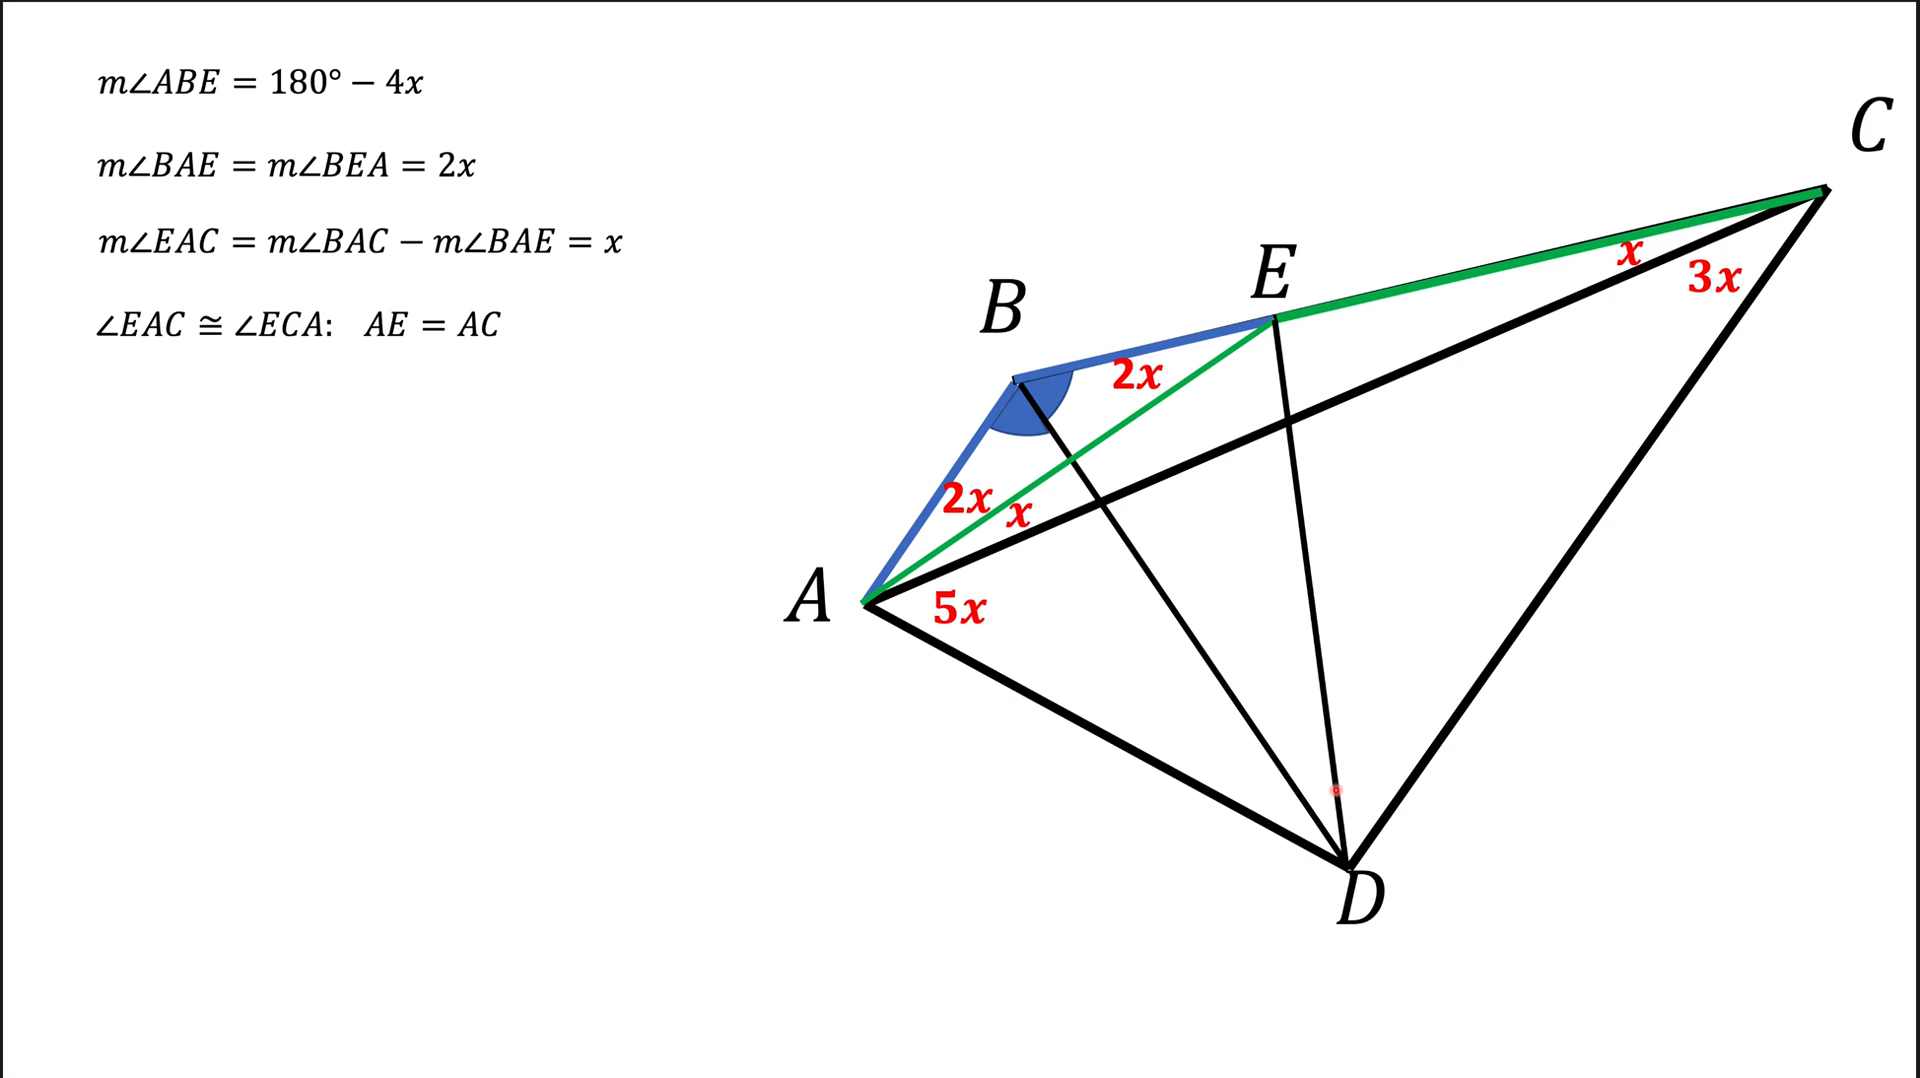 m∠ABE = 180° − 4x
m∠BAE = m∠BEA = 2x
m∠EAC = m∠BAC − m∠BAE = x
∠EAC ≅ ∠ECA: AE = AC
C
E
x
3x
B
2x
2x
x
A
5x
D